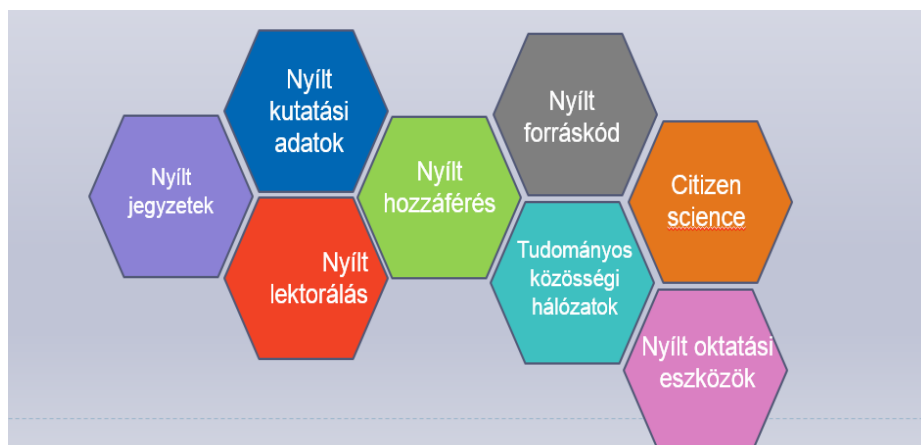 Nyílt
jegyzetek
Nyílt
kutatási
adatok
Nyílt
lektorálás
Nyílt
hozzáférés
Nyílt
forráskód
Tudományos
közösségi
hálózatok
Citizen
science
Nyílt oktatási
eszközök